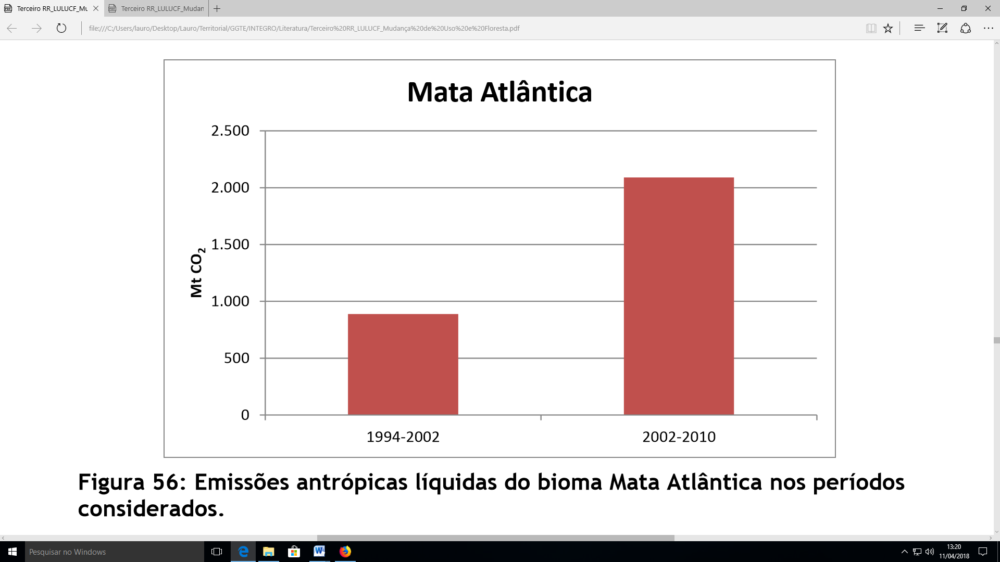 Terceiro RR_LULUCF_Mu
Terceiro RR_LULUCF_Mudan
file:///C:/Users/lauro/Desktop/Lauro/Territorial/GGTE/INTEGRO/Literatura/Terceiro%20RR_LULUCF_Mudança%20de%20Uso%20e%20Floresta.pdf
Mata Atlântica
2.500
2.000
1.500
1.000
500
0
Mt CO₂
1994-2002
2002-2010
Figura 56: Emissões antrópicas líquidas do bioma Mata Atlântica nos períodos
considerados.
Pesquisar no Windows
13:20
11/04/2018